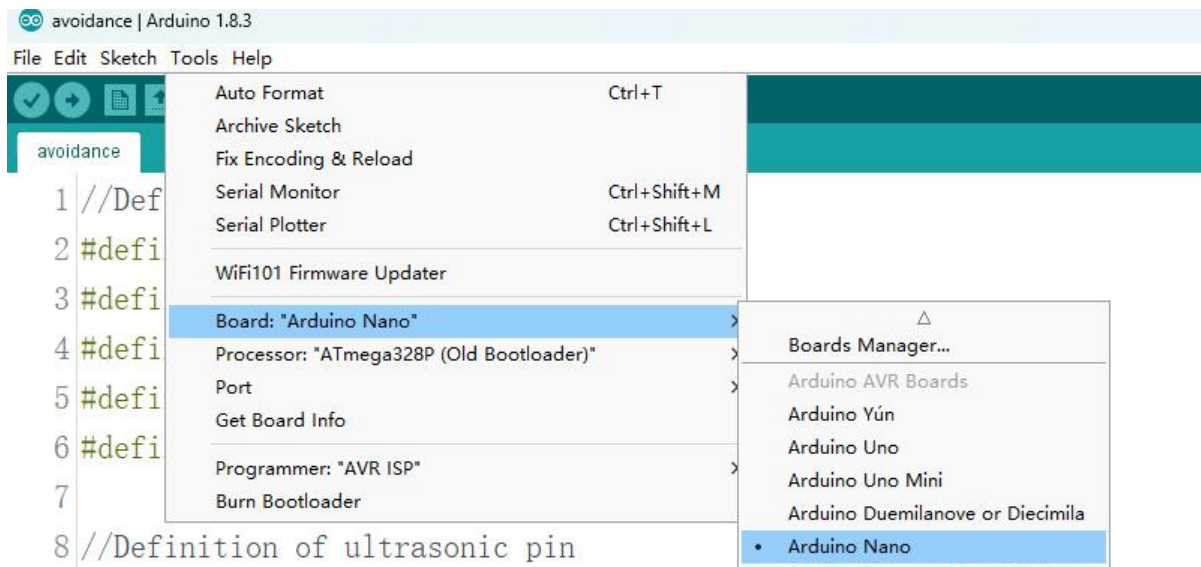 avoidance | Arduino 1.8.3
File Edit Sketch Tools Help
avoidance
Auto Format Ctrl+T
Archive Sketch
Fix Encoding & Reload
Serial Monitor Ctrl+Shift+M
Serial Plotter Ctrl+Shift+L
WiFi101 Firmware Updater
Board: "Arduino Nano"
Processor: "ATmega328P (Old Bootloader)"
Port
Get Board Info
Programmer: "AVR ISP"
Burn Bootloader
Boards Manager...
Arduino AVR Boards
Arduino Yún
Arduino Uno
Arduino Uno Mini
Arduino Duemilanove or Diecimila
Arduino Nano
1 //Def
2 #defi
3 #defi
4 #defi
5 #defi
6 #defi
7
8 //Definition of ultrasonic pin